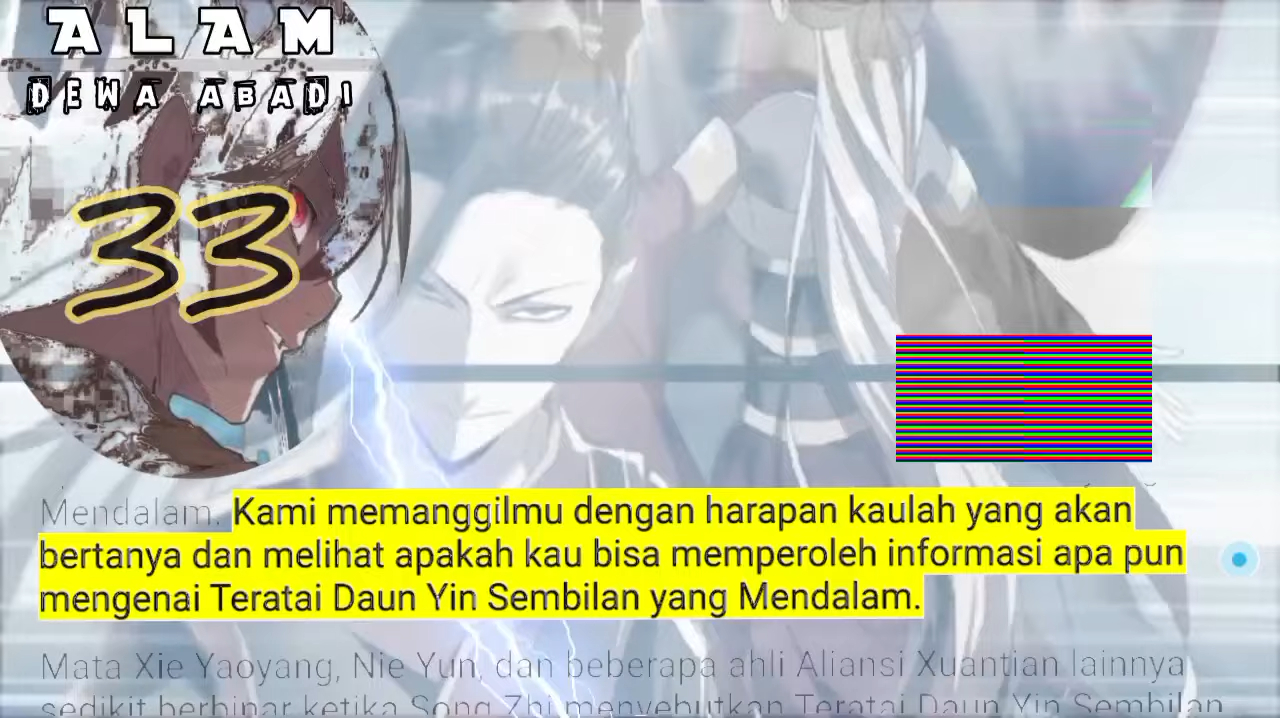 ALAM
DEWA ABADI
33
Mendalam. Kami memanggilmu dengan harapan kaulah yang akan
bertanya dan melihat apakah kau bisa memperoleh informasi apa pun
mengenai Teratai Daun Yin Sembilan yang Mendalam.
Mata Xie Yaoyang, Nie Yun, dan beberapa ahli Aliansi Xuantian lainnya
sedikit berbinar ketika Song Zhi menyebutkan Teratai Daun Yin Sembilan